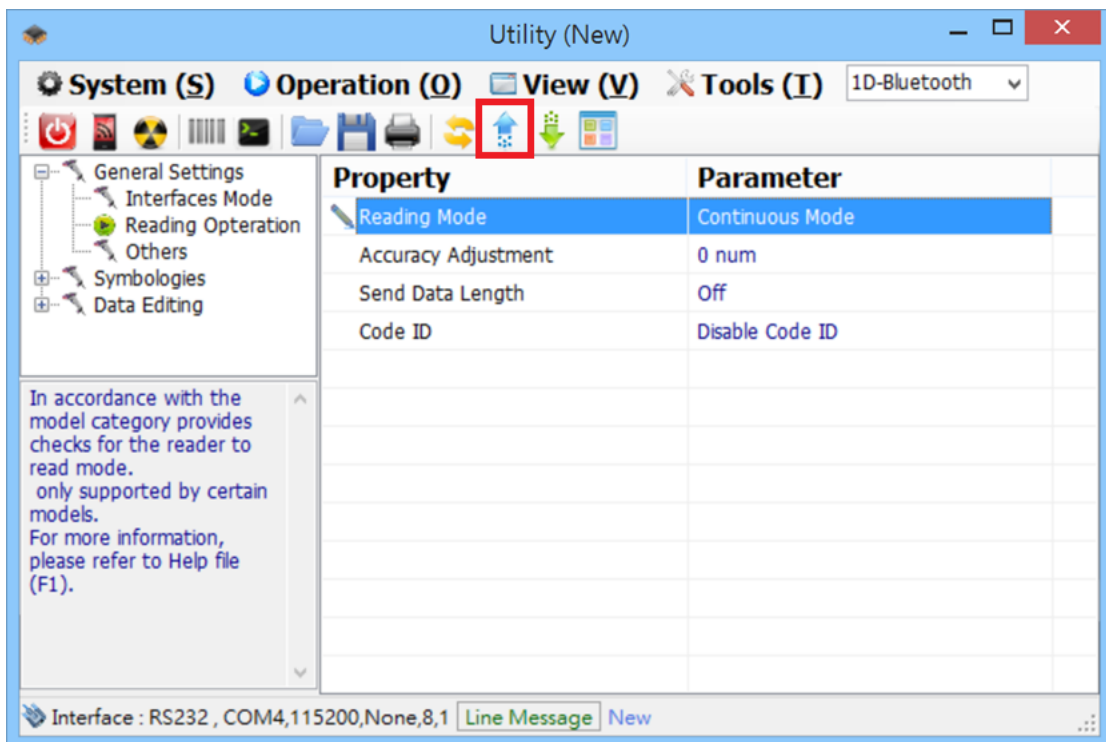 Utility (New)
System (S) Operation (O) View (V) Tools (T) 1D-Bluetooth
General Settings
Interfaces Mode
Reading Opteration
Others
Symbologies
Data Editing
Property Parameter
Reading Mode Continuous Mode
Accuracy Adjustment 0 num
Send Data Length Off
Code ID Disable Code ID
In accordance with the
model category provides
checks for the reader to
read mode.
only supported by certain
models.
For more information,
please refer to Help file
(F1).
Interface : RS232 , COM4,115200,None,8,1 Line Message New